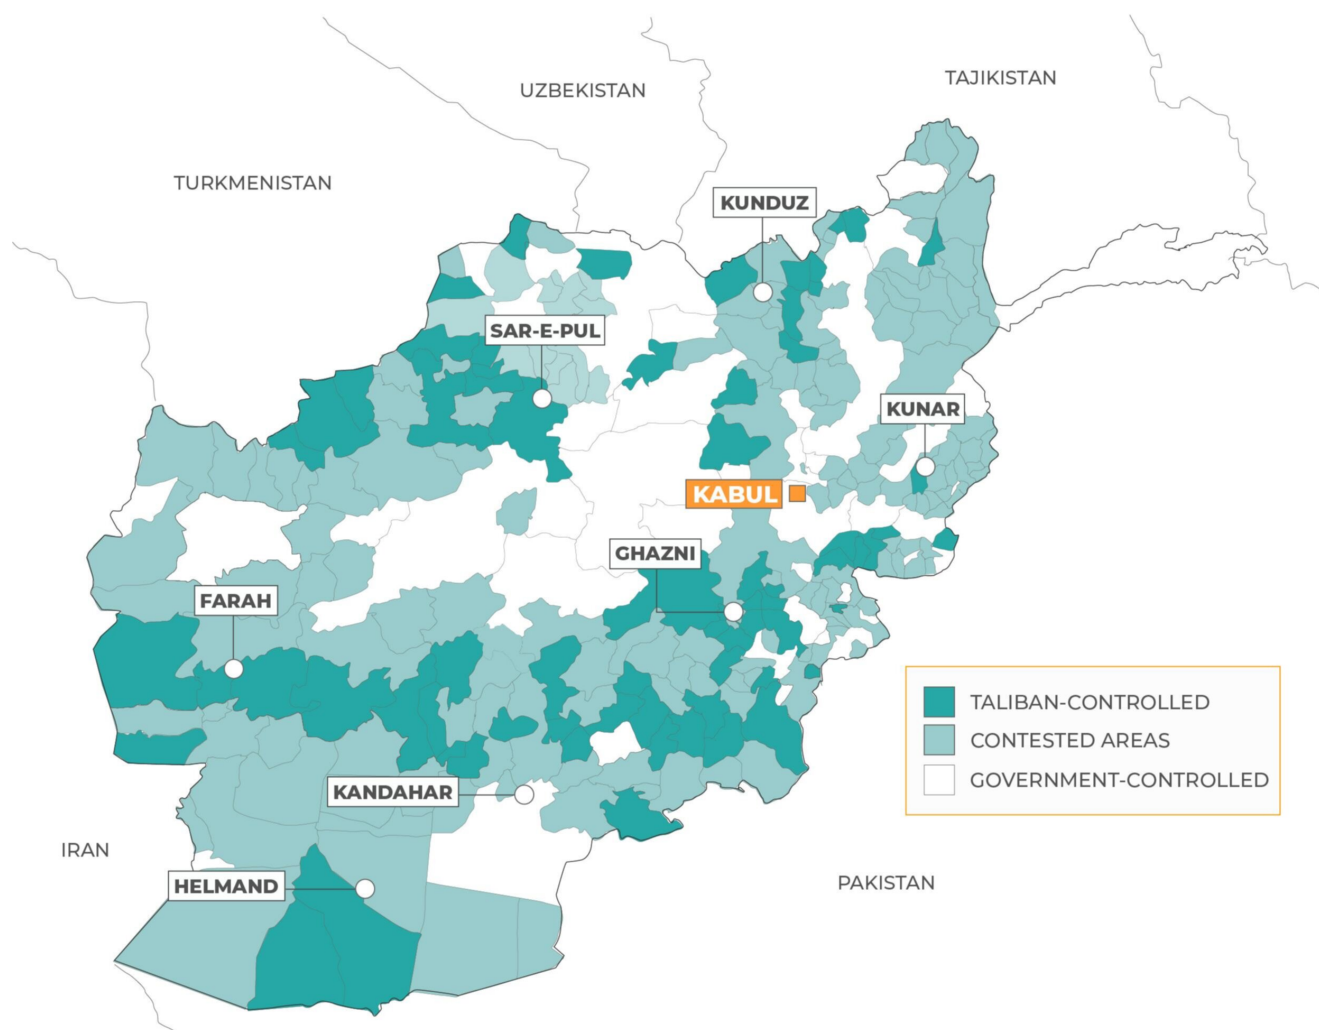 TAJIKISTAN
UZBEKISTAN
TURKMENISTAN
KUNDUZ
SAR-E-PUL
KUNAR
KABUL
GHAZNI
FARAH
TALIBAN-CONTROLLED
CONTESTED AREAS
GOVERNMENT-CONTROLLED
KANDAHAR
IRAN
PAKISTAN
HELMAND